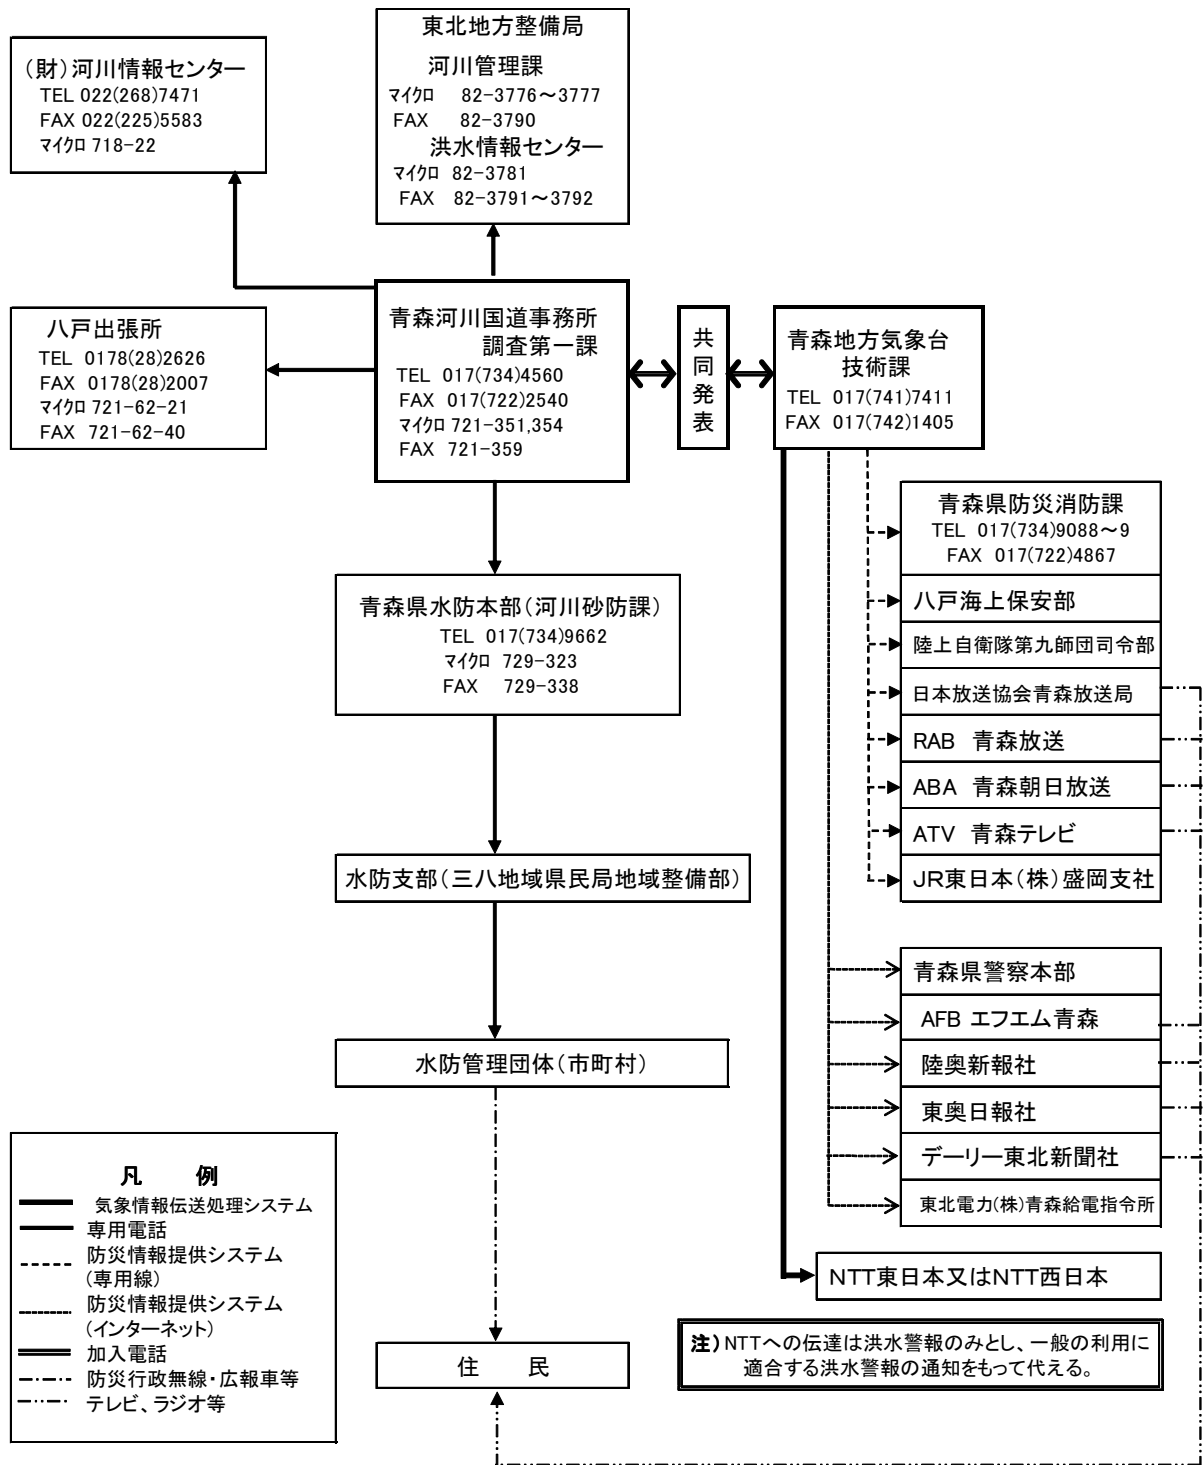 (財)河川情報センター
TEL 022(268)7471
FAX 022(225)5583
ﾏｲｸﾛ 718-22
東北地方整備局
河川管理課
ﾏｲｸﾛ 82-3776～3777
FAX 82-3790
洪水情報センター
ﾏｲｸﾛ 82-3781
FAX 82-3791～3792
八戸出張所
TEL 0178(28)2626
FAX 0178(28)2007
ﾏｲｸﾛ 721-62-21
FAX 721-62-40
青森河川国道事務所
調査第一課
TEL 017(734)4560
FAX 017(722)2540
ﾏｲｸﾛ 721-351,354
FAX 721-359
共同発表
青森地方気象台
技術課
TEL 017(741)7411
FAX 017(742)1405
青森県防災消防課
TEL 017(734)9088～9
FAX 017(722)4867
八戸海上保安部
陸上自衛隊第九師団司令部
日本放送協会青森放送局
RAB 青森放送
ABA 青森朝日放送
ATV 青森テレビ
JR東日本(株)盛岡支社
青森県水防本部(河川砂防課)
TEL 017(734)9662
ﾏｲｸﾛ 729-323
FAX 729-338
水防支部(三八地域県民局地域整備部)
水防管理団体(市町村)
青森県警察本部
AFB エフエム青森
陸奥新報社
東奥日報社
デーリー東北新聞社
東北電力(株)青森給電指令所
NTT東日本又はNTT西日本
注)NTTへの伝達は洪水警報のみとし、一般の利用に
適合する洪水警報の通知をもって代える。
住 民
凡 例
気象情報伝送処理システム
専用電話
防災情報提供システム
(専用線)
防災情報提供システム
(インターネット)
加入電話
防災行政無線・広報車等
テレビ、ラジオ等